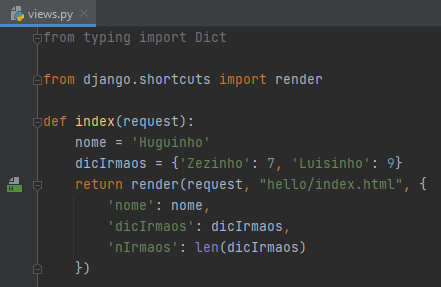 views.py
from typing import Dict
from django.shortcuts import render
def index(request):
nome = 'Huguinho'
dicIrmaos = {'Zezinho': 7, 'Luisinho': 9}
return render(request, "hello/index.html", {
'nome': nome,
'dicIrmaos': dicIrmaos,
'nIrmaos': len(dicIrmaos)
})